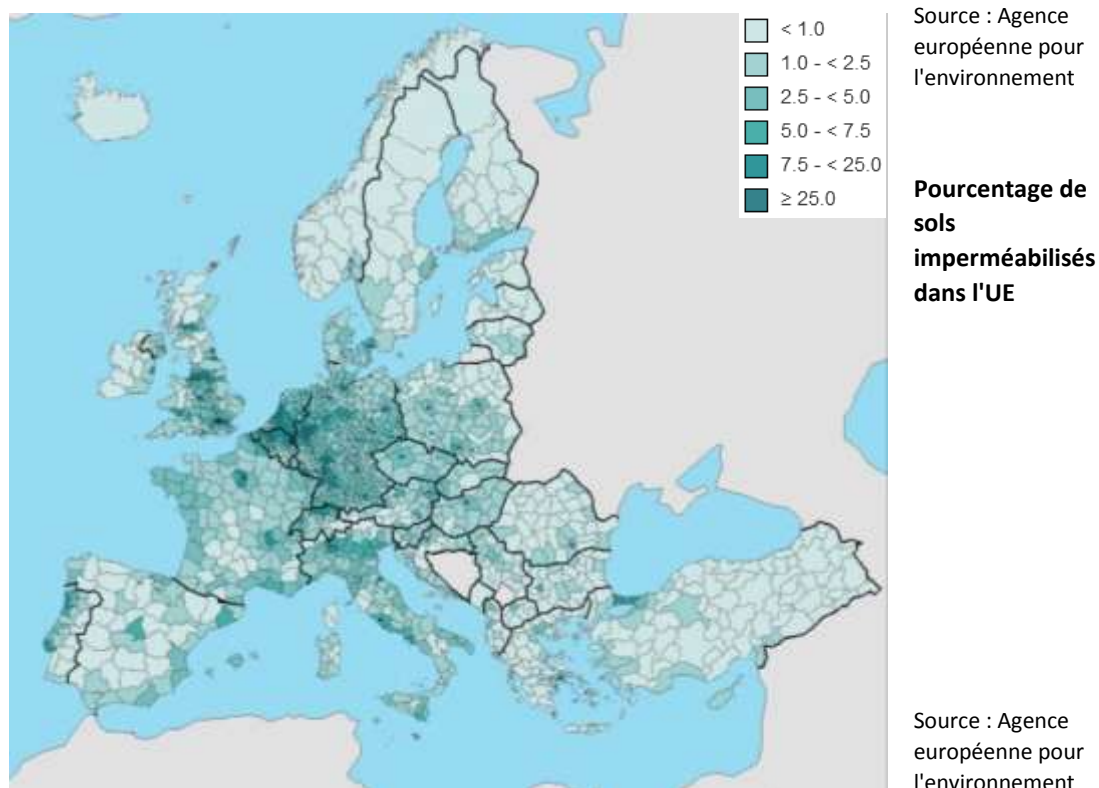 < 1.0
1.0 - < 2.5
2.5 - < 5.0
5.0 - < 7.5
7.5 - < 25.0
≥ 25.0
Source : Agence
européenne pour
l'environnement
Pourcentage de
sols
imperméabilisés
dans l'UE
Source : Agence
européenne pour
l'environnement